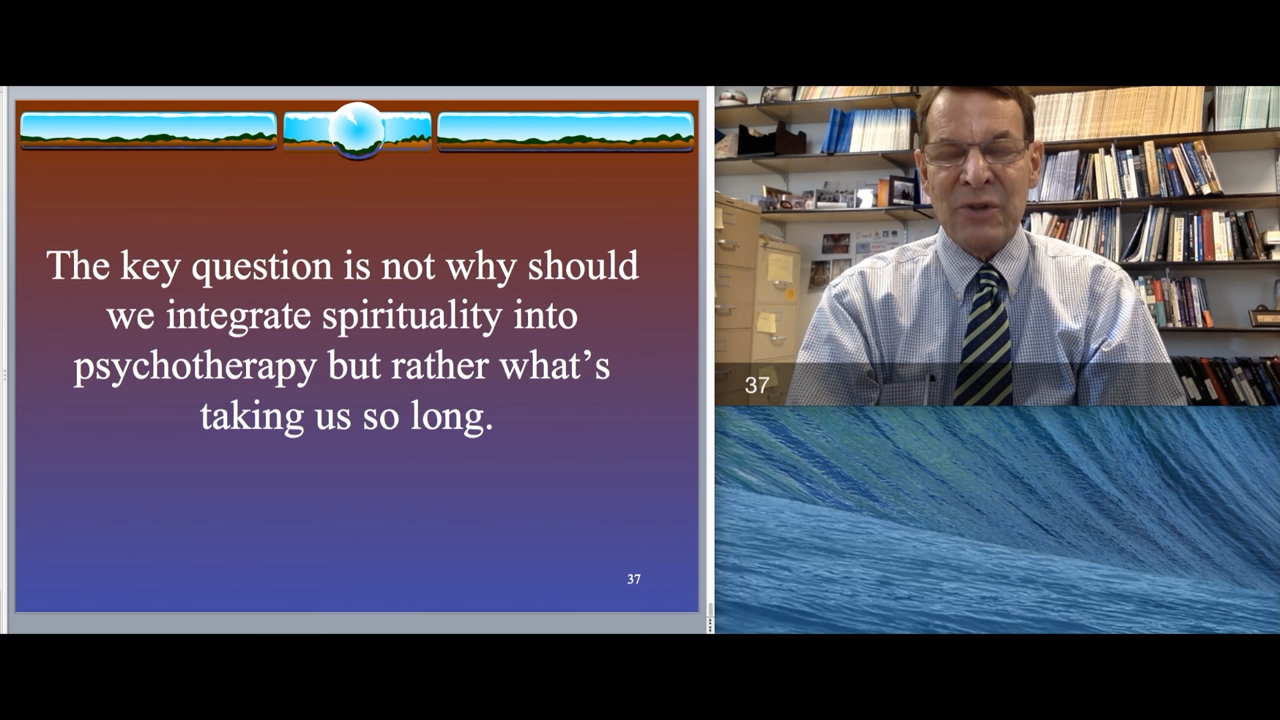 The key question is not why should
we integrate spirituality into
psychotherapy but rather what’s
taking us so long.
37
37